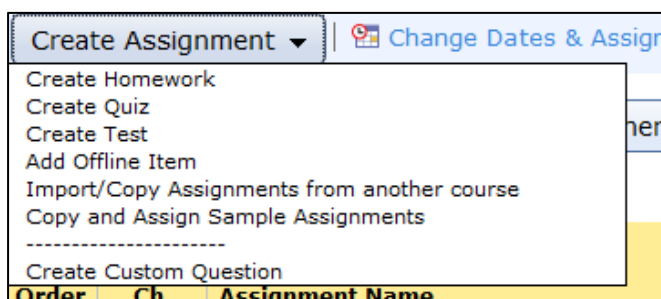 Create Assignment Change Dates & Assign
Create Homework
Create Quiz
Create Test
Add Offline Item
Import/Copy Assignments from another course
Copy and Assign Sample Assignments
-----------------------
Create Custom Question
Order Ch. Assignment Name